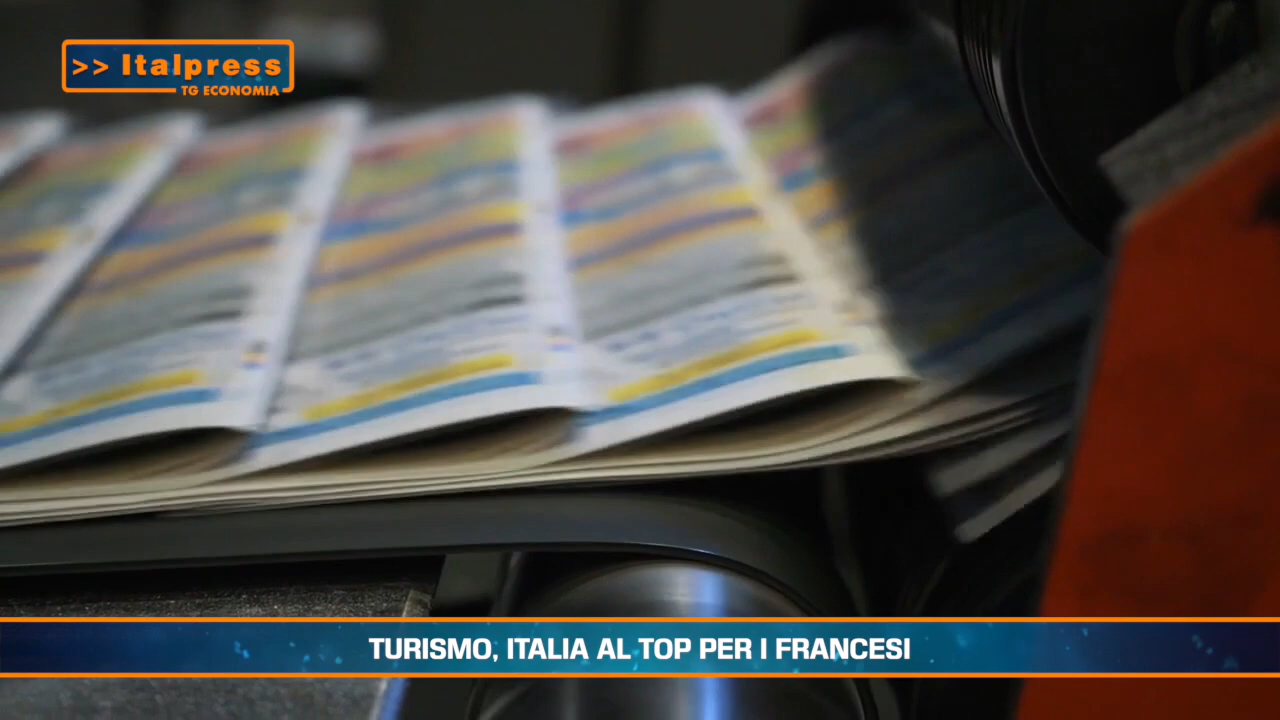 >> Italpress
TG ECONOMIA
TURISMO, ITALIA AL TOP PER I FRANCESI